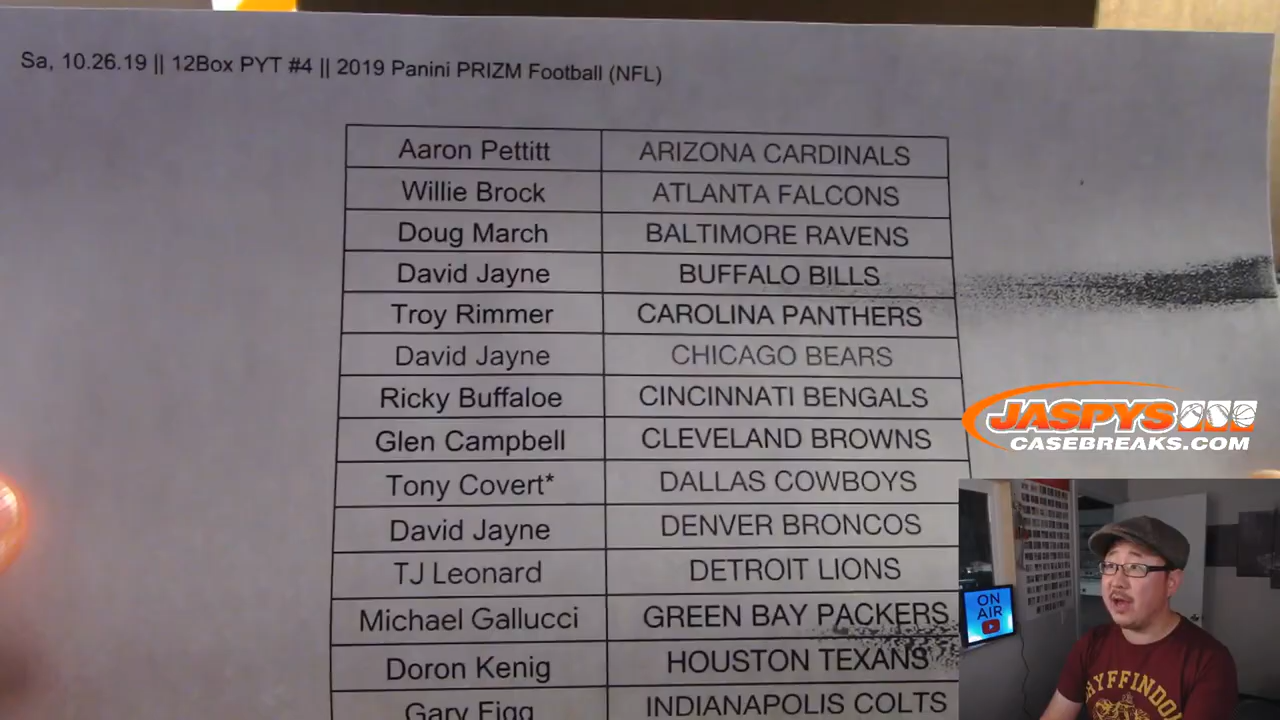 Sa, 10.26.19 || 12Box PYT #4 || 2019 Panini PRIZM Football (NFL)
Aaron Pettitt ARIZONA CARDINALS
Willie Brock ATLANTA FALCONS
Doug March BALTIMORE RAVENS
David Jayne BUFFALO BILLS
Troy Rimmer CAROLINA PANTHERS
David Jayne CHICAGO BEARS
Ricky Buffaloe CINCINNATI BENGALS
Glen Campbell CLEVELAND BROWNS
Tony Covert* DALLAS COWBOYS
David Jayne DENVER BRONCOS
TJ Leonard DETROIT LIONS
Michael Gallucci GREEN BAY PACKERS
Doron Kenig HOUSTON TEXANS
Gary Figg INDIANAPOLIS COLTS
JASPYS
CASEBREAKS.COM
ON
AIR
RYFFINDO